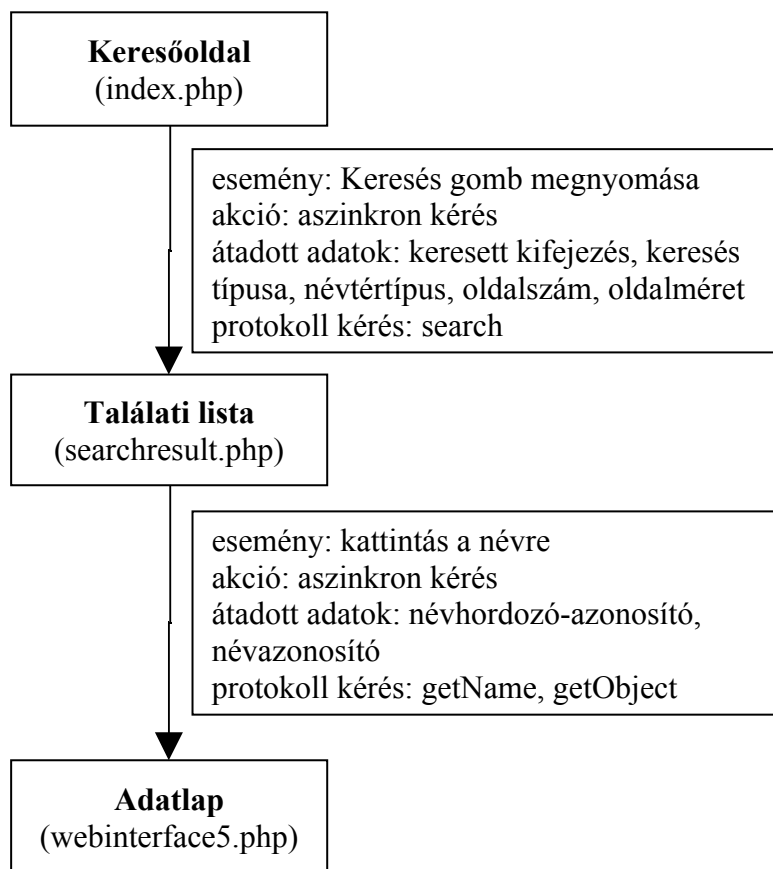 Keresőoldal
(index.php)
esemény: Keresés gomb megnyomása
akció: aszinkron kérés
átadott adatok: keresett kifejezés, keresés
típusa, névtértípus, oldalszám, oldalméret
protokoll kérés: search
Találati lista
(searchresult.php)
esemény: kattintás a névre
akció: aszinkron kérés
átadott adatok: névhordozó-azonosító,
névazonosító
protokoll kérés: getName, getObject
Adatlap
(webinterface5.php)